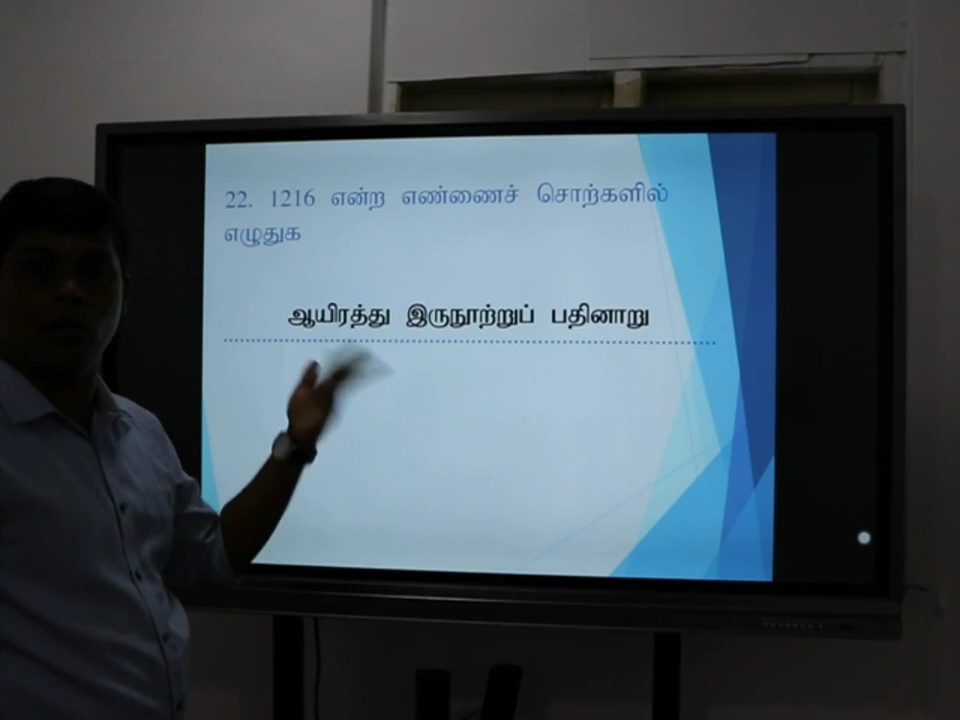 22. 1216 என்ற எண்ணைச் சொற்களில்
எழுதுக
ஆயிரத்து இருநூற்றுப் பதினாறு